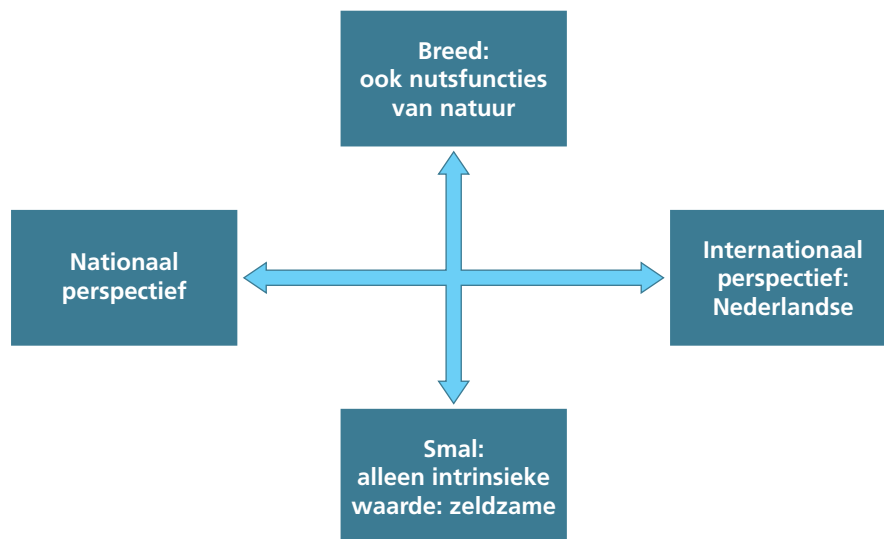 Breed:
ook nutsfuncties
van natuur
Nationaal
perspectief
Internationaal
perspectief:
Nederlandse
Smal:
alleen intrinsieke
waarde: zeldzame